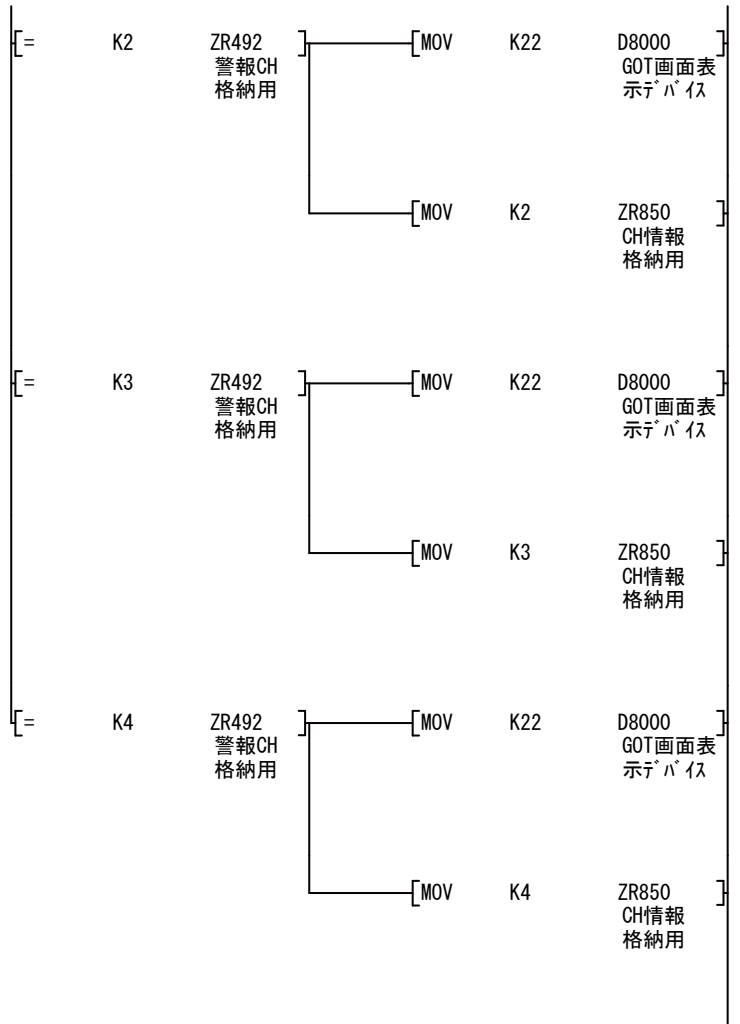 [= K2 ZR492 ] [MOV K22 D8000 ]
警報CH GOT画面表
格納用 示ﾃﾞﾊﾞｲｽ
[MOV K2 ZR850 ]
CH情報
格納用
[= K3 ZR492 ] [MOV K22 D8000 ]
警報CH GOT画面表
格納用 示ﾃﾞﾊﾞｲｽ
[MOV K3 ZR850 ]
CH情報
格納用
[= K4 ZR492 ] [MOV K22 D8000 ]
警報CH GOT画面表
格納用 示ﾃﾞﾊﾞｲｽ
[MOV K4 ZR850 ]
CH情報
格納用